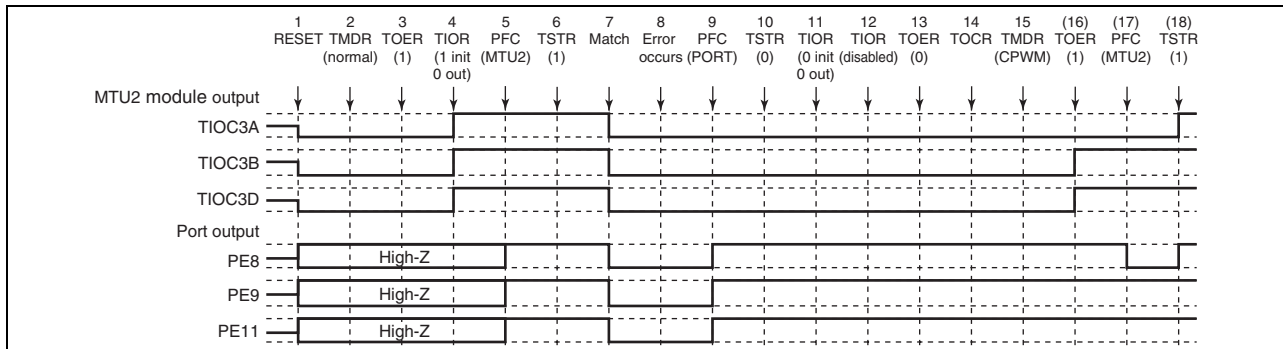 1 2 3 4 5 6 7 8 9 10 11 12 13 14 15 (16) (17) (18)
RESET TMDR TOER TIOR PFC TSTR Match Error PFC TSTR TIOR TIOR TOER TOCR TMDR TOER PFC TSTR
(normal) (1) (1 init (MTU2) (1) occurs (PORT) (0) (0 init (disabled) (0) (CPWM) (1) (MTU2) (1)
0 out) 0 out)
MTU2 module output
TIOC3A
TIOC3B
TIOC3D
Port output
PE8 High-Z
PE9 High-Z
PE11 High-Z